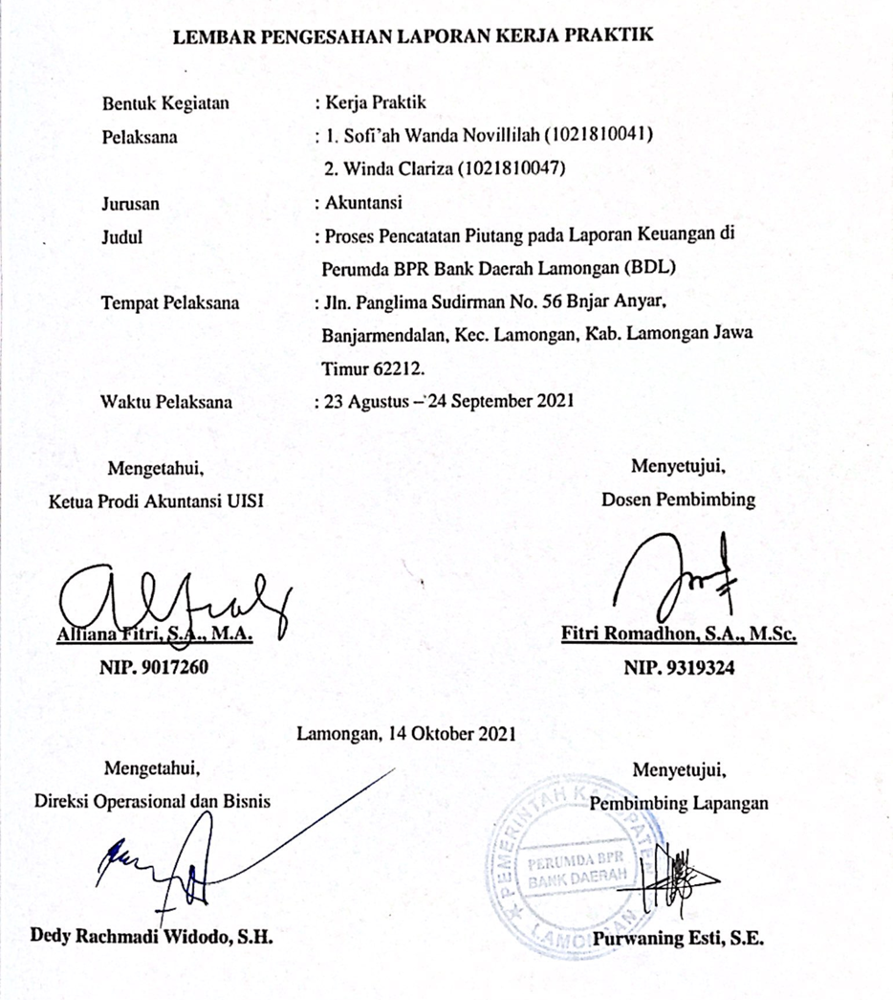 LEMBAR PENGESAHAN LAPORAN KERJA PRAKTIK
Bentuk Kegiatan : Kerja Praktik
Pelaksana : 1. Sofi'ah Wanda Novillilah (1021810041)
2. Winda Clariza (1021810047)
Jurusan : Akuntansi
Judul : Proses Pencatatan Piutang pada Laporan Keuangan di
Perumda BPR Bank Daerah Lamongan (BDL)
Tempat Pelaksana : Jln. Panglima Sudirman No. 56 Bnjar Anyar,
Banjarmendalan, Kec. Lamongan, Kab. Lamongan Jawa
Timur 62212.
Waktu Pelaksana : 23 Agustus – 24 September 2021
Mengetahui,
Ketua Prodi Akuntansi UISI
Alfiana Fitri, S.A., M.A.
NIP. 9017260
Menyetujui,
Dosen Pembimbing
Fitri Romadhon, S.A., M.Sc.
NIP. 9319324
Lamongan, 14 Oktober 2021
Mengetahui,
Direksi Operasional dan Bisnis
Dedy Rachmadi Widodo, S.H.
Menyetujui,
Pembimbing Lapangan
PEMERINTAH KABUPATEN
PERUMDA BPR
BANK DAERAH
LAMONGAN
Purwaning Esti, S.E.